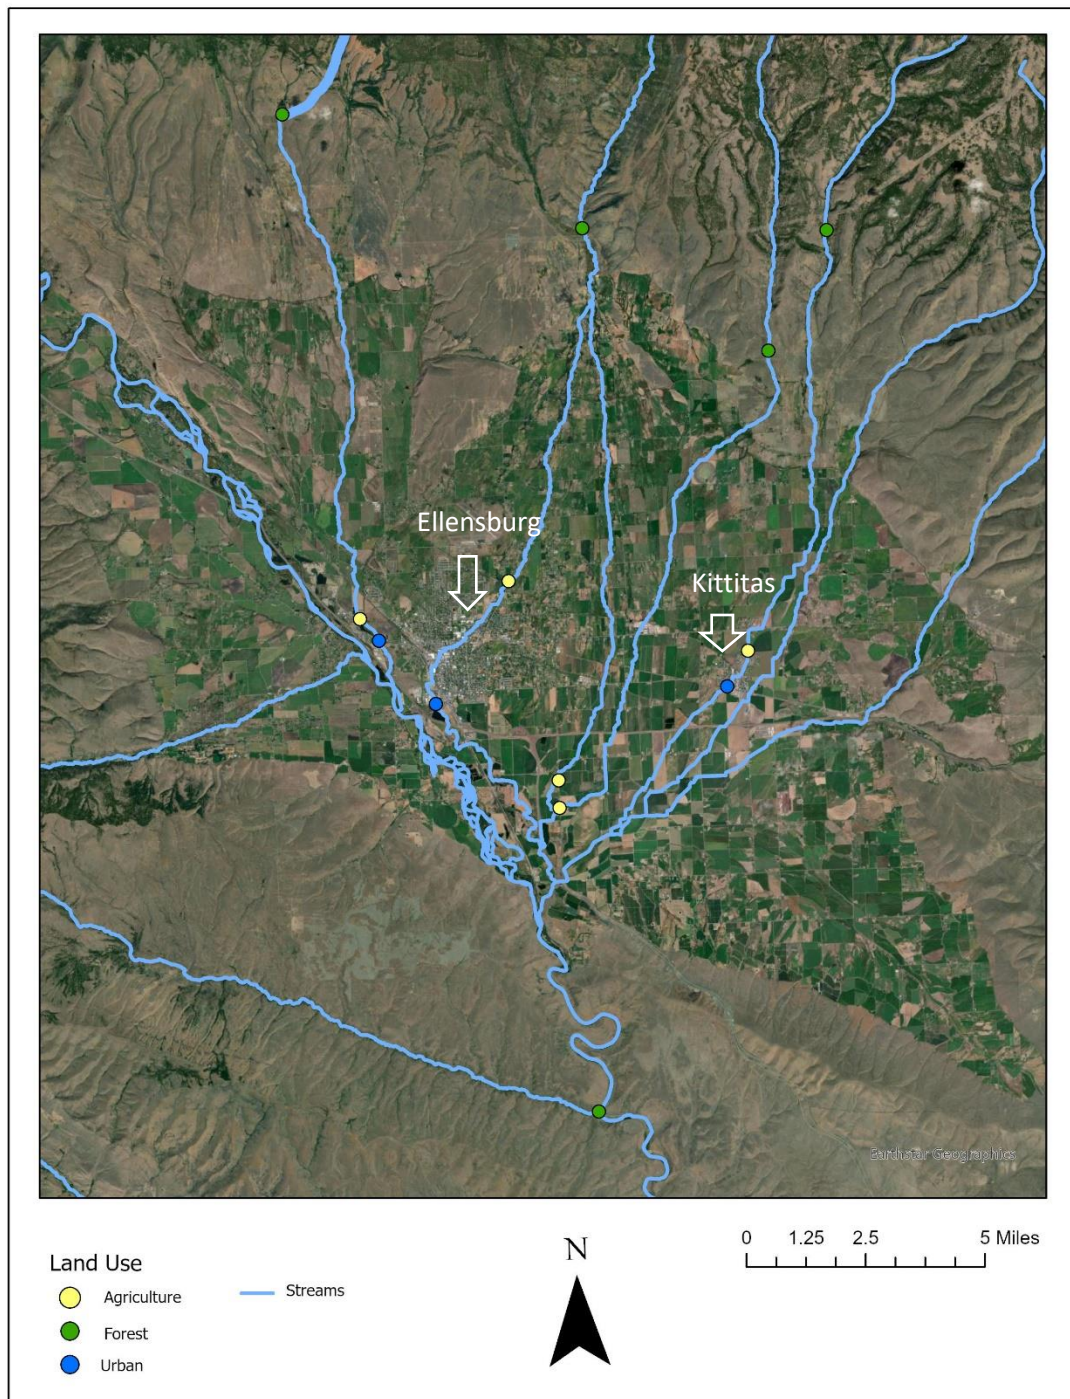 Ellensburg
Kittitas
Earthstar Geographics
Land Use
Agriculture
Streams
Forest
Urban
N
0 1.25 2.5 5 Miles